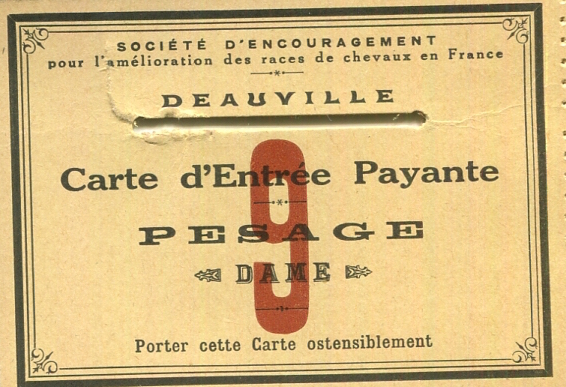 SOCIÉTÉ D'ENCOURAGEMENT
pour l'amélioration des races de chevaux en France
DEAUVILLE
9
Carte d'Entrée Payante
PESAGE
DAME
Porter cette Carte ostensiblement